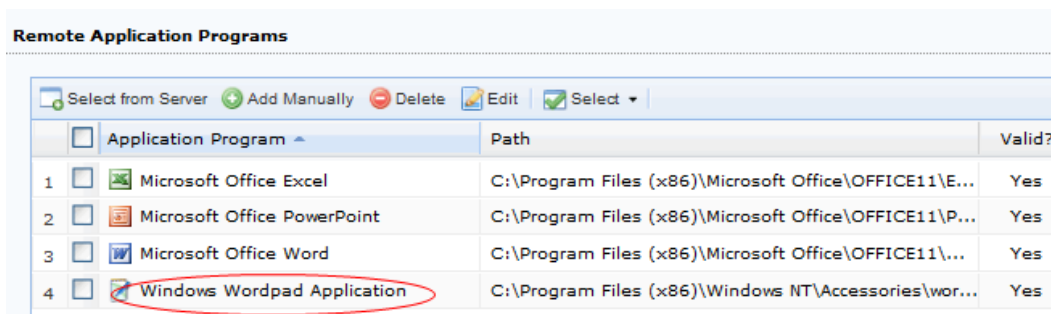 Remote Application Programs
Select from Server Add Manually Delete Edit Select
Application Program Path Valid?
1 Microsoft Office Excel C:\Program Files (x86)\Microsoft Office\OFFICE11\E... Yes
2 Microsoft Office PowerPoint C:\Program Files (x86)\Microsoft Office\OFFICE11\P... Yes
3 Microsoft Office Word C:\Program Files (x86)\Microsoft Office\OFFICE11\... Yes
4 Windows Wordpad Application C:\Program Files (x86)\Windows NT\Accessories\wor... Yes